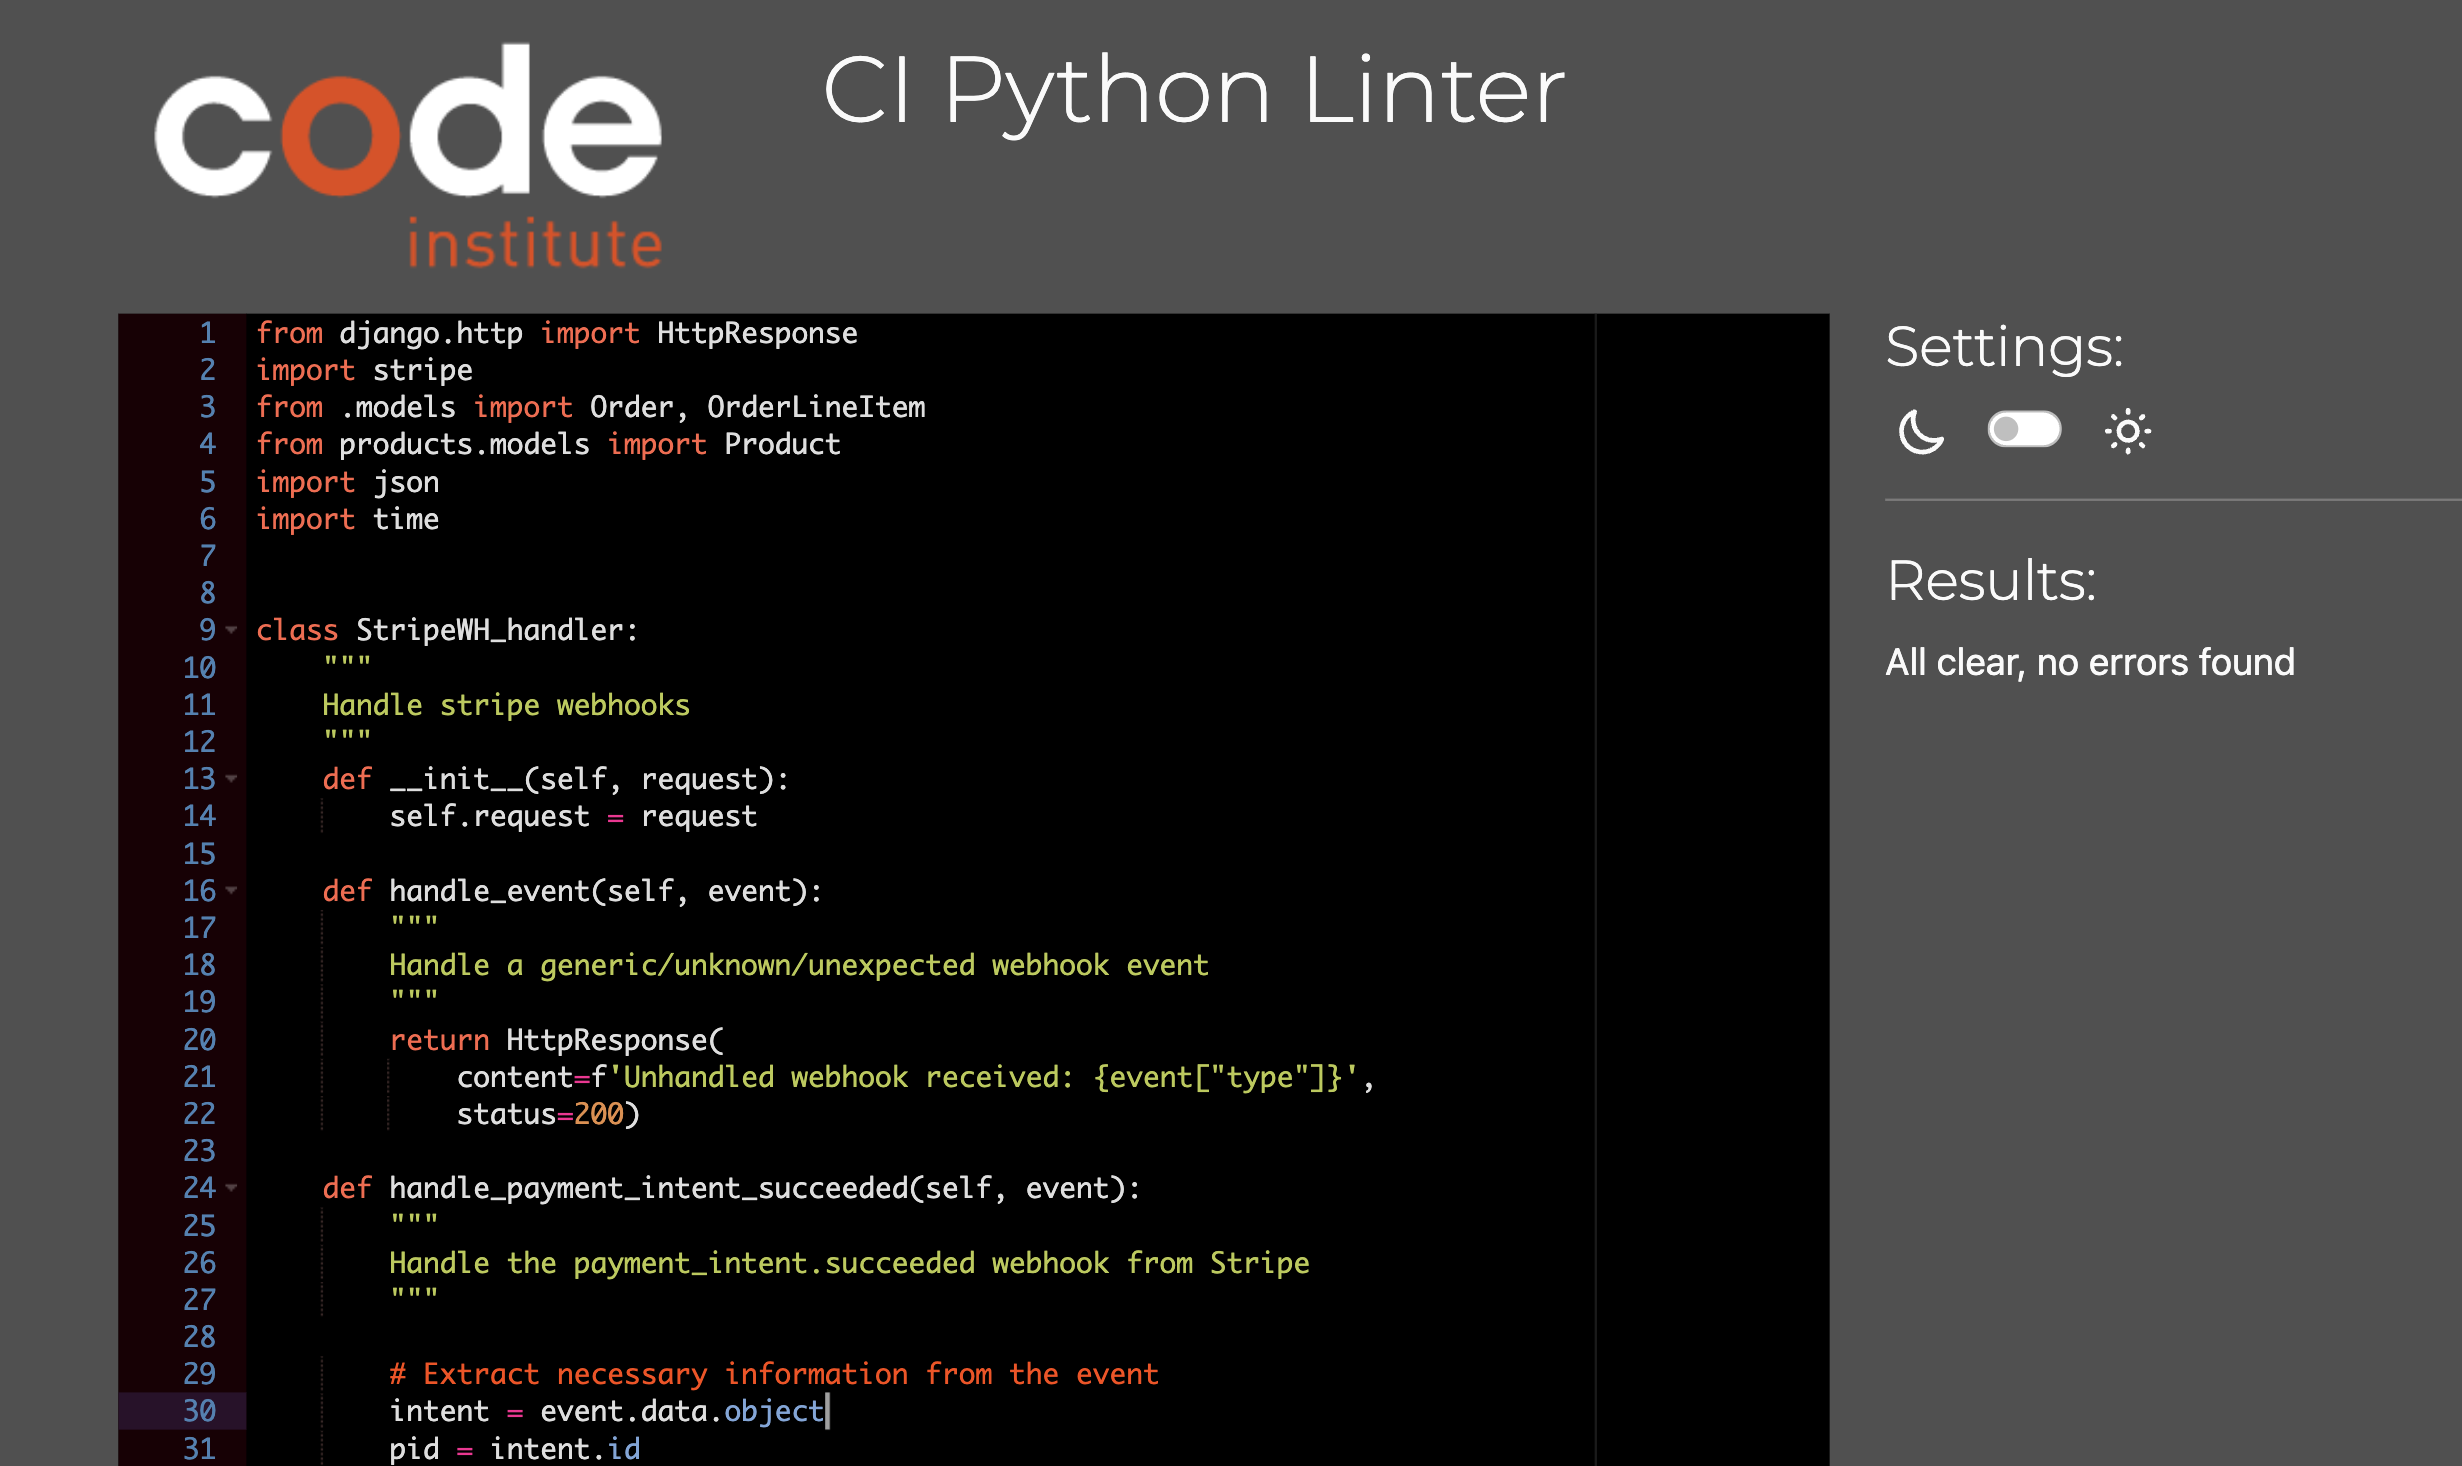 code
institute
CI Python Linter
1 from django.http import HttpResponse
2 import stripe
3 from .models import Order, OrderLineItem
4 from products.models import Product
5 import json
6 import time
7
8
9 class StripeWH_handler:
10     """
11     Handle stripe webhooks
12     """
13     def __init__(self, request):
14         self.request = request
15
16     def handle_event(self, event):
17         """
18         Handle a generic/unknown/unexpected webhook event
19         """
20         return HttpResponse(
21             content=f'Unhandled webhook received: {event["type"]}',
22             status=200)
23
24     def handle_payment_intent_succeeded(self, event):
25         """
26         Handle the payment_intent.succeeded webhook from Stripe
27         """
28
29         # Extract necessary information from the event
30         intent = event.data.object
31         pid = intent.id
Settings:
Results:
All clear, no errors found